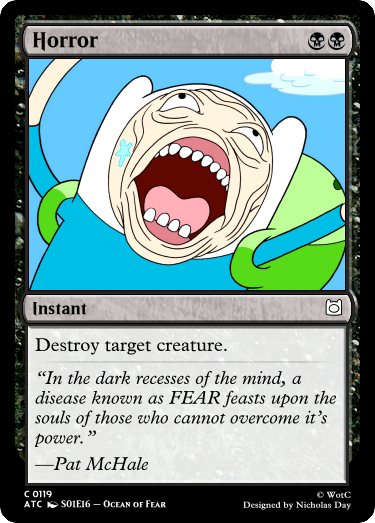 Horror
Instant
Destroy target creature.
“In the dark recesses of the mind, a
disease known as FEAR feasts upon the
souls of those who cannot overcome it’s
power.”
—Pat McHale
C 0119
© WotC
ATC S01E16 — Ocean of Fear
Designed by Nicholas Day